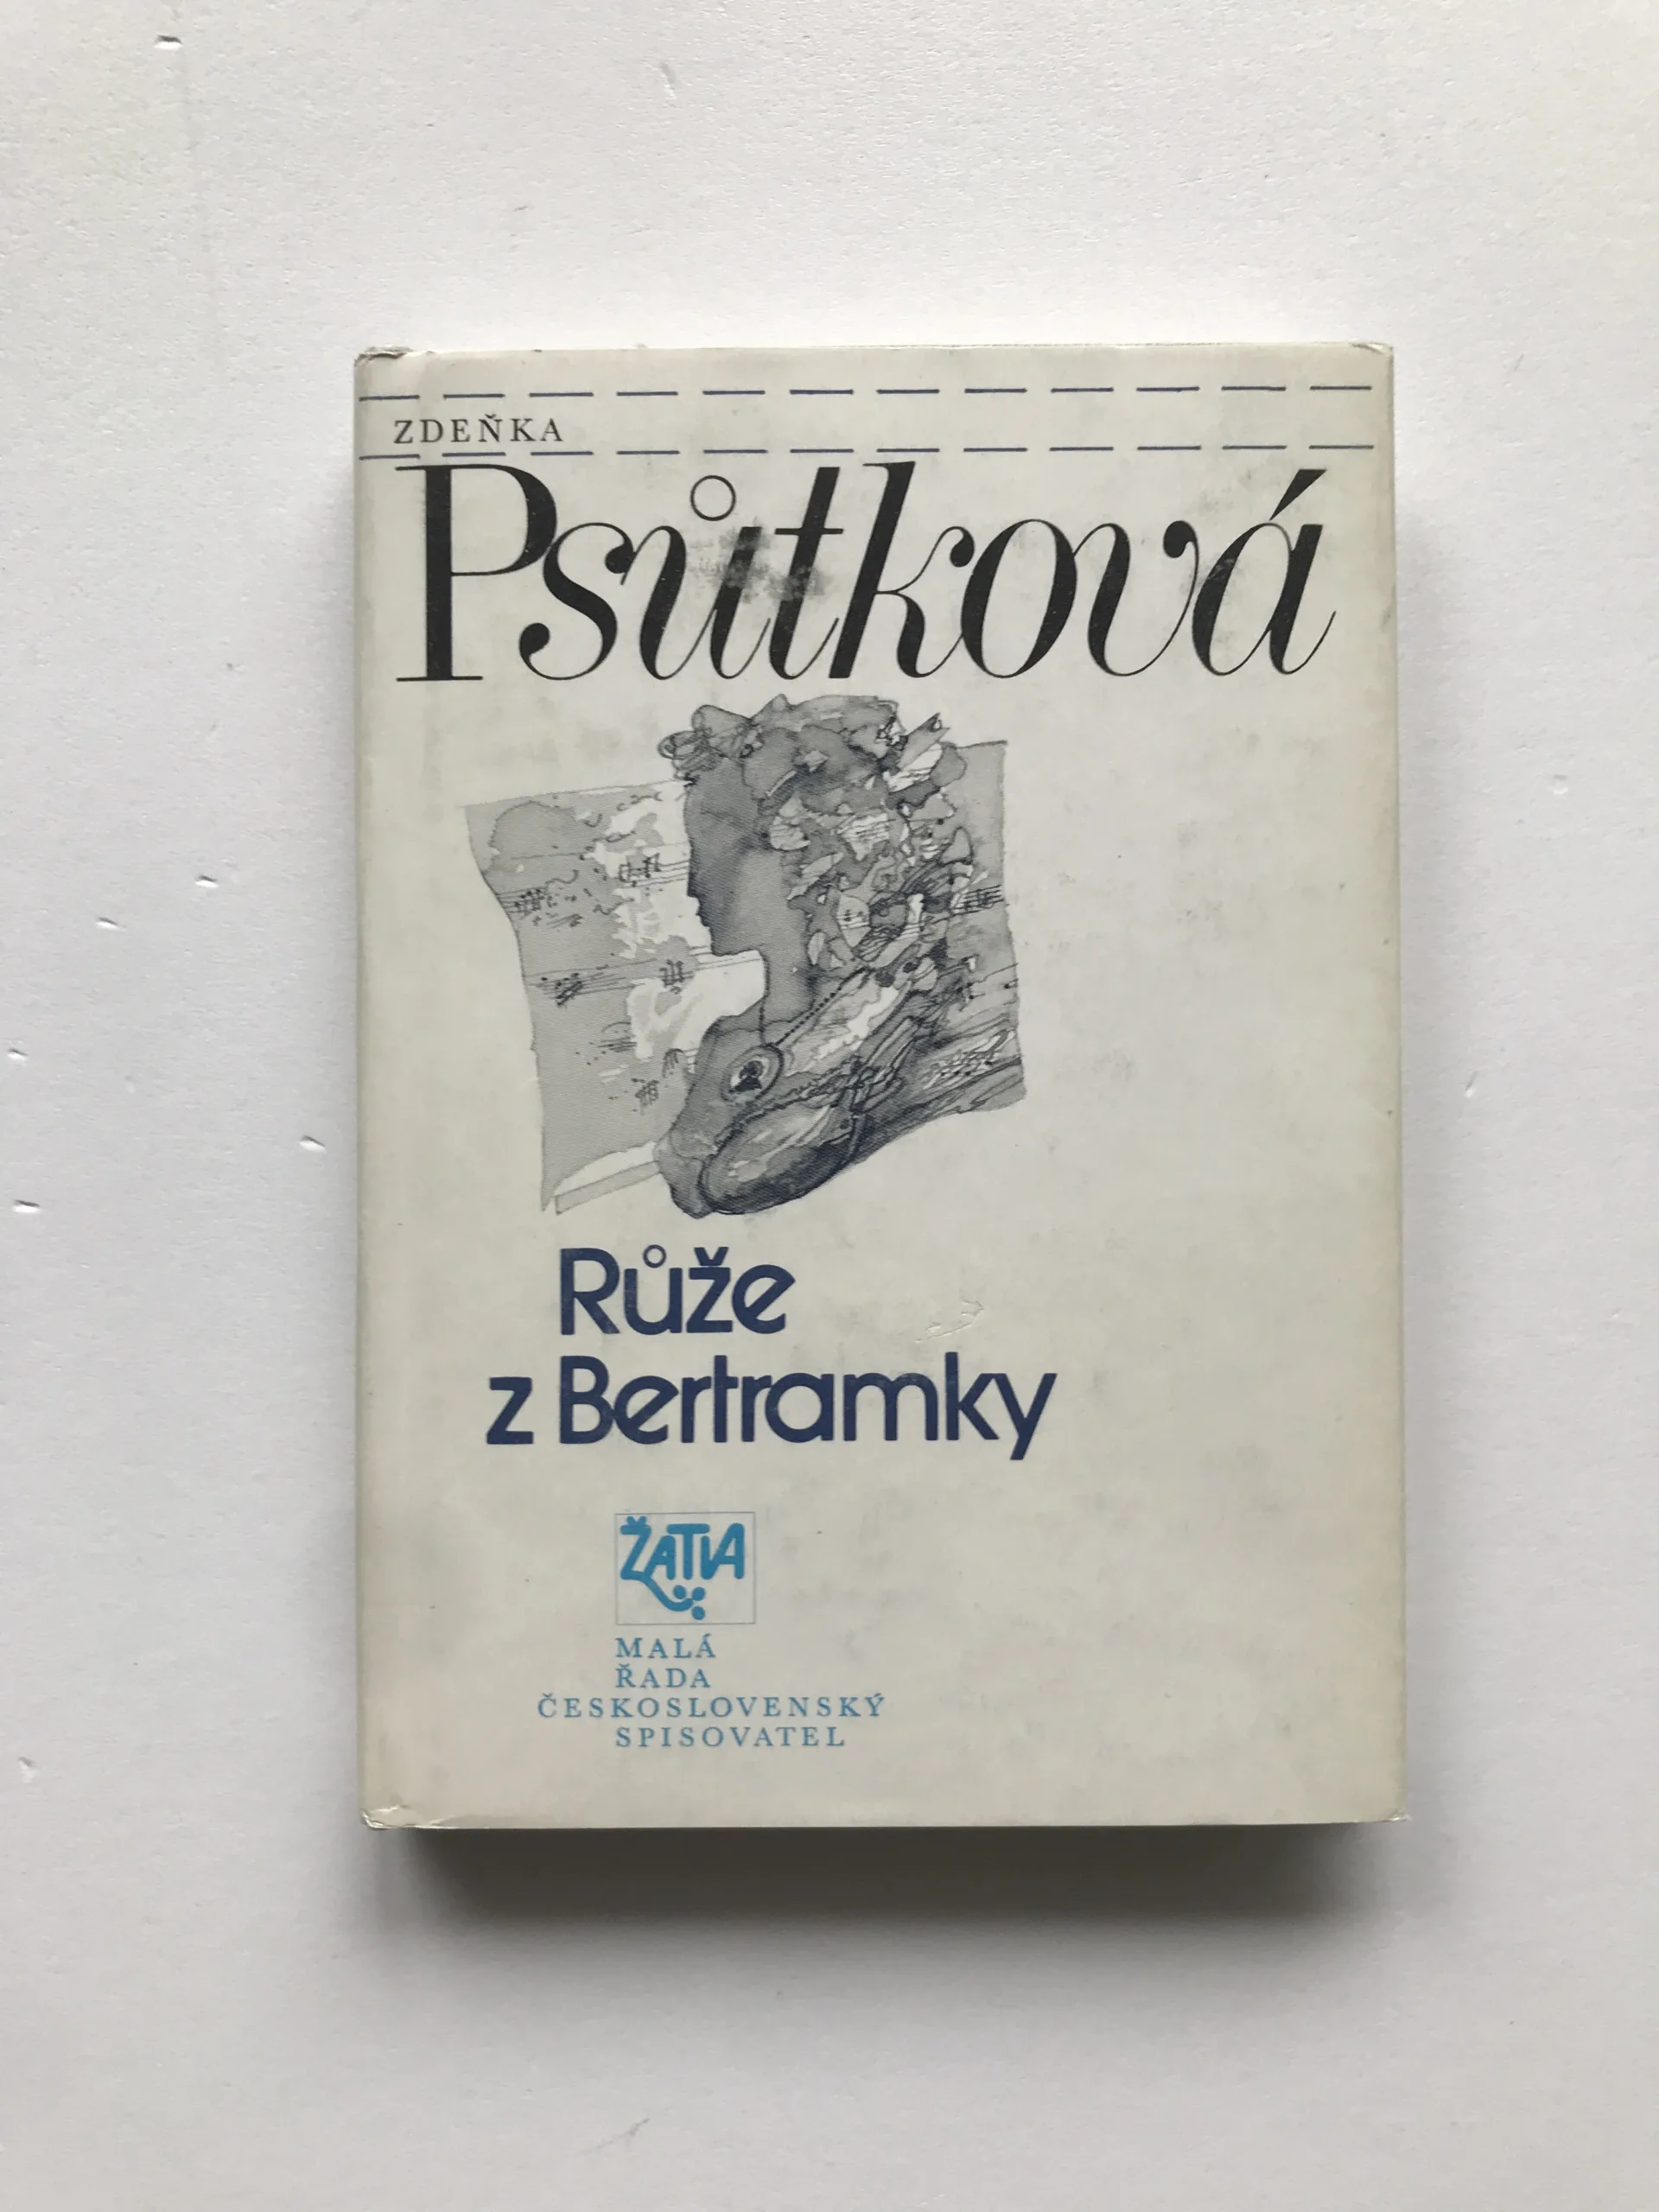 ZDEŇKA
Psůtková
Růže
z Bertramky
ŽATVA
MALÁ
ŘADA
ČESKOSLOVENSKÝ
SPISOVATEL